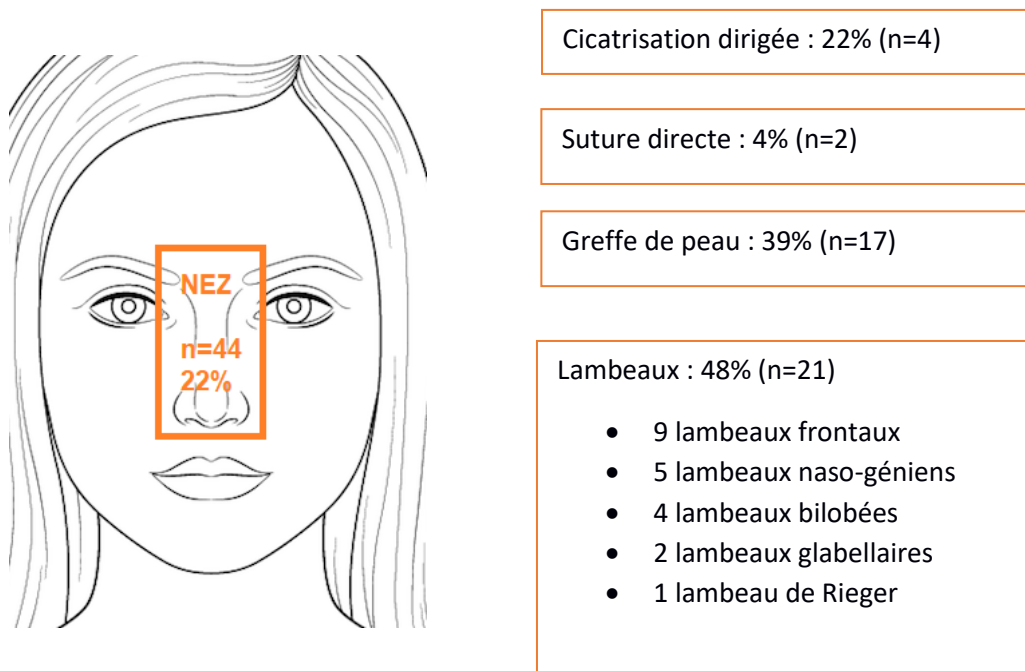 NEZ
n=44
22%
Cicatrisation dirigée : 22% (n=4)
Suture directe : 4% (n=2)
Greffe de peau : 39% (n=17)
Lambeaux : 48% (n=21)
• 9 lambeaux frontaux
• 5 lambeaux naso-géniens
• 4 lambeaux bilobées
• 2 lambeaux glabellaires
• 1 lambeau de Rieger